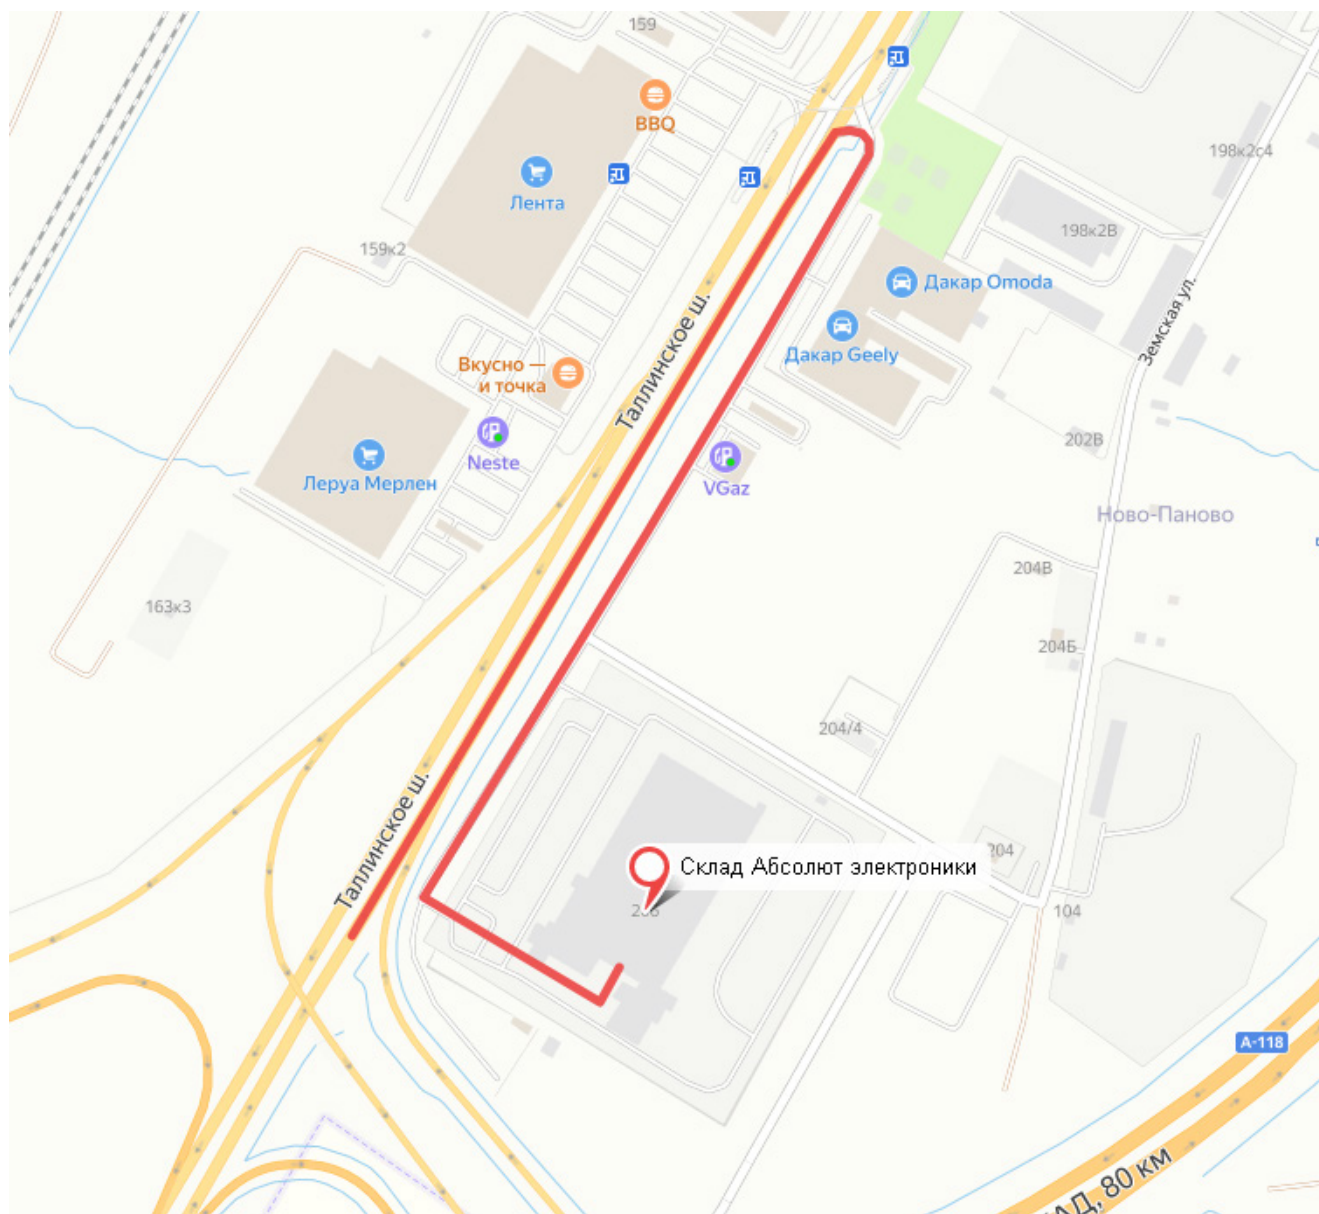 159
BBQ
198к2с4
Лента
159к2
198к2В
Дакар Omoda
Земская ул.
Таллинское ш.
Дакар Geely
Вкусно —
и точка
202В
Neste
Леруа Мерлен
VGaz
Ново-Паново
204В
163к3
204Б
204/4
Таллинское ш.
204
Склад Абсолют электроники
104
А-118
АД, 80 км